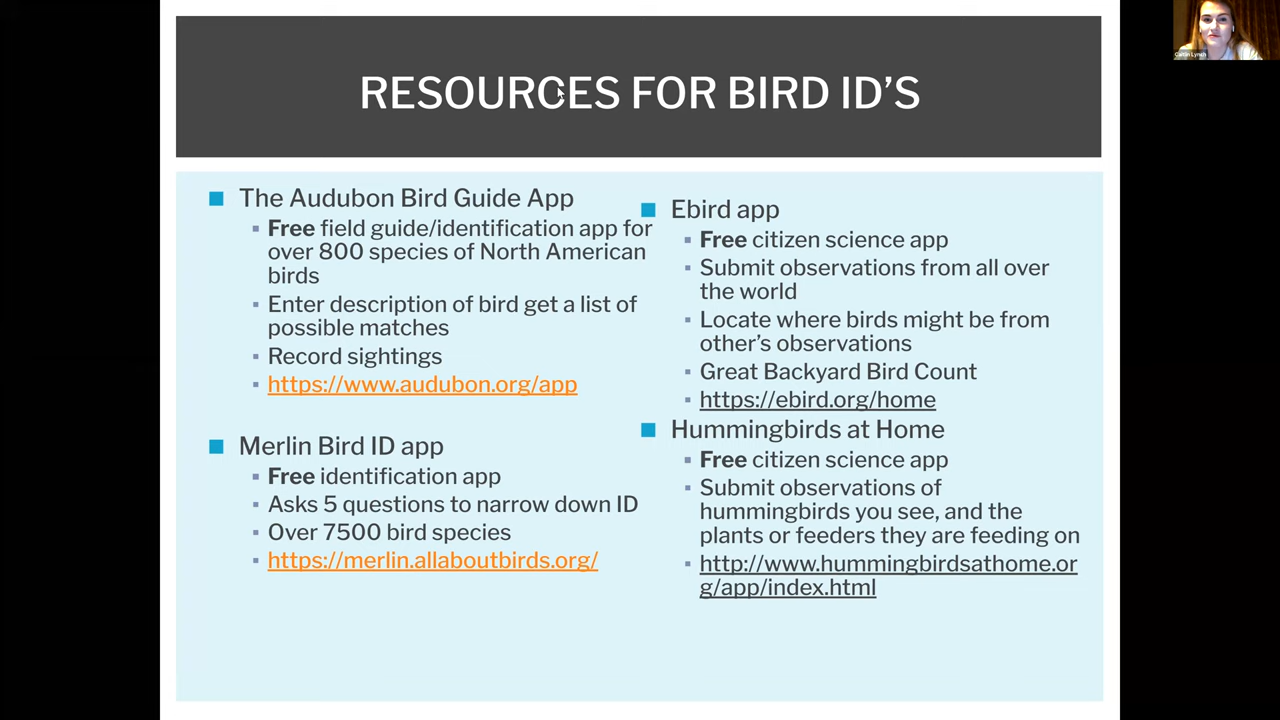 RESOURCES FOR BIRD ID'S
The Audubon Bird Guide App
Free field guide/identification app for
over 800 species of North American
birds
Enter description of bird get a list of
possible matches
Record sightings
https://www.audubon.org/app
Merlin Bird ID app
Free identification app
Asks 5 questions to narrow down ID
Over 7500 bird species
https://merlin.allaboutbirds.org/
Ebird app
Free citizen science app
Submit observations from all over
the world
Locate where birds might be from
other's observations
Great Backyard Bird Count
https://ebird.org/home
Hummingbirds at Home
Free citizen science app
Submit observations of
hummingbirds you see, and the
plants or feeders they are feeding on
http://www.hummingbirdsathome.or
g/app/index.html
Caitlin Lynch